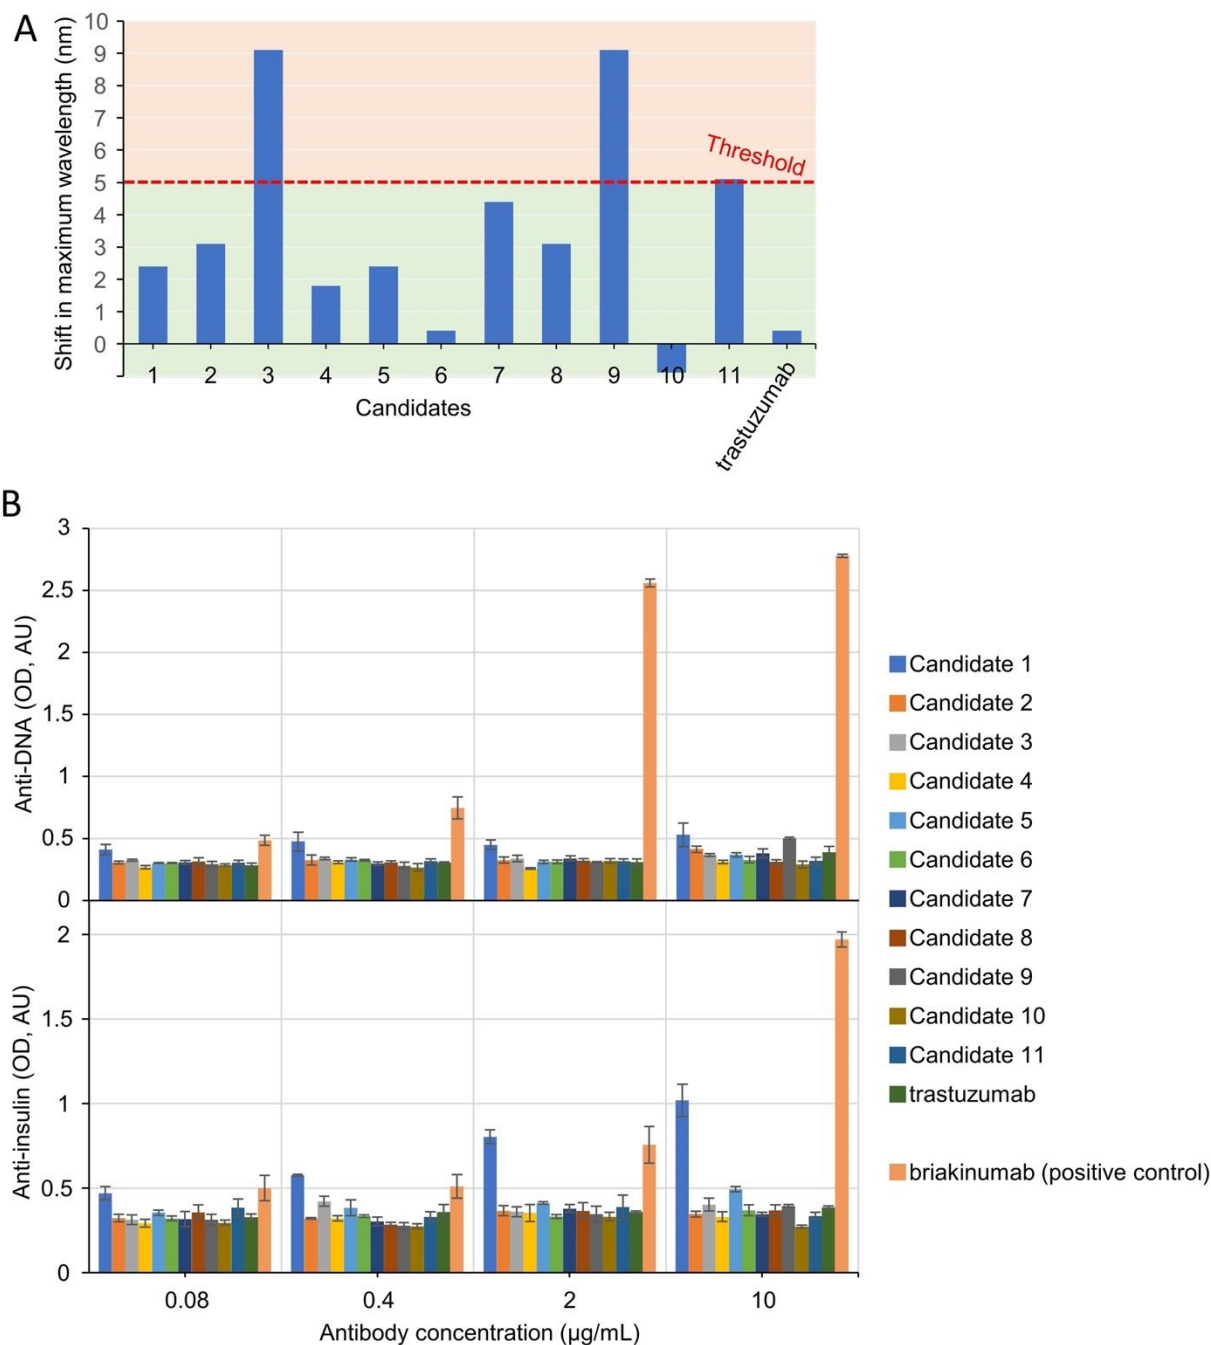 A
Shift in maximum wavelength (nm)
10
9
8
7
6
5
4
3
2
1
0
Threshold
1 2 3 4 5 6 7 8 9 10 11 trastuzumab
Candidates
B
Anti-DNA (OD, AU)
3
2.5
2
1.5
1
0.5
0
Anti-insulin (OD, AU)
2
1.5
1
0.5
0
0.08 0.4 2 10
Antibody concentration (µg/mL)
Candidate 1
Candidate 2
Candidate 3
Candidate 4
Candidate 5
Candidate 6
Candidate 7
Candidate 8
Candidate 9
Candidate 10
Candidate 11
trastuzumab
briakinumab (positive control)